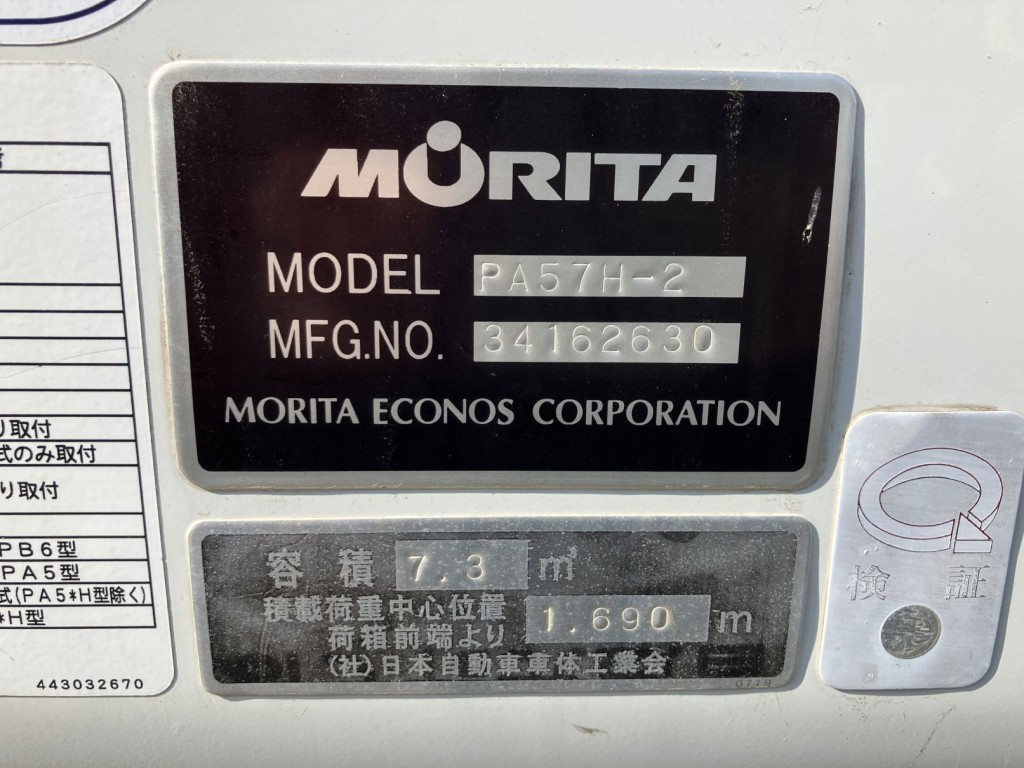 MORITA
MODEL PA57H-2
MFG.NO. 34162630
MORITA ECONOS CORPORATION
り取付
式のみ取付
り取付
PB6型
PA5型
式(PA5*H型除く)
*H型
443032670
容積 7.3 m³
積載荷重中心位置
荷箱前端より 1.690 m
(社)日本自動車車体工業会
検証